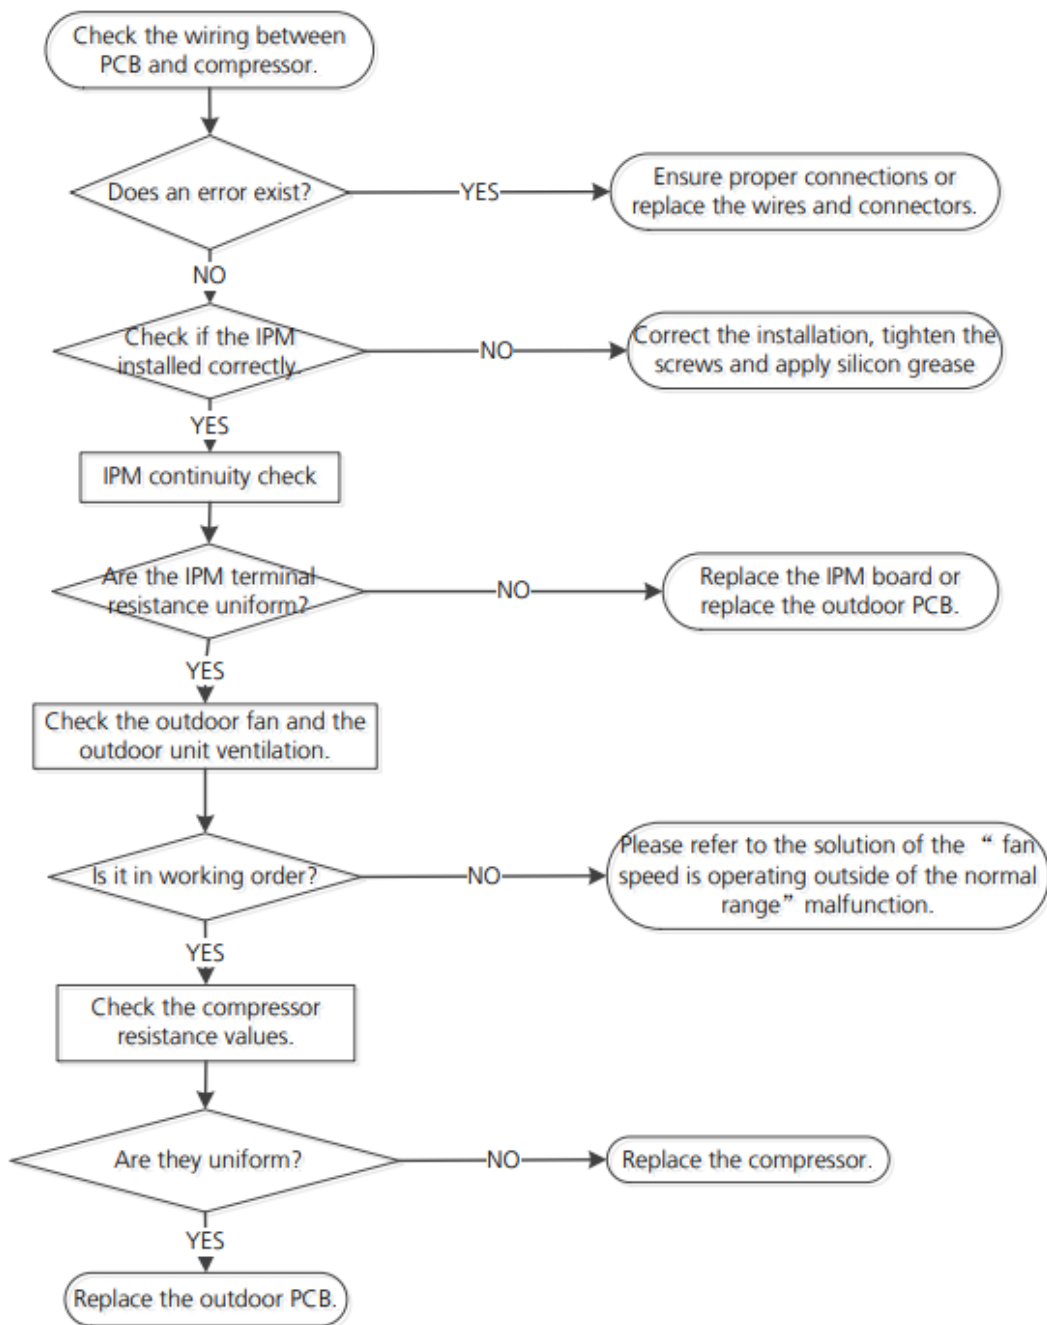 Check the wiring between
PCB and compressor.
Does an error exist?
YES
Ensure proper connections or
replace the wires and connectors.
NO
Check if the IPM
installed correctly.
NO
Correct the installation, tighten the
screws and apply silicon grease
YES
IPM continuity check
Are the IPM terminal
resistance uniform?
NO
Replace the IPM board or
replace the outdoor PCB.
YES
Check the outdoor fan and the
outdoor unit ventilation.
Is it in working order?
NO
Please refer to the solution of the “ fan
speed is operating outside of the normal
range” malfunction.
YES
Check the compressor
resistance values.
Are they uniform?
NO
Replace the compressor.
YES
Replace the outdoor PCB.